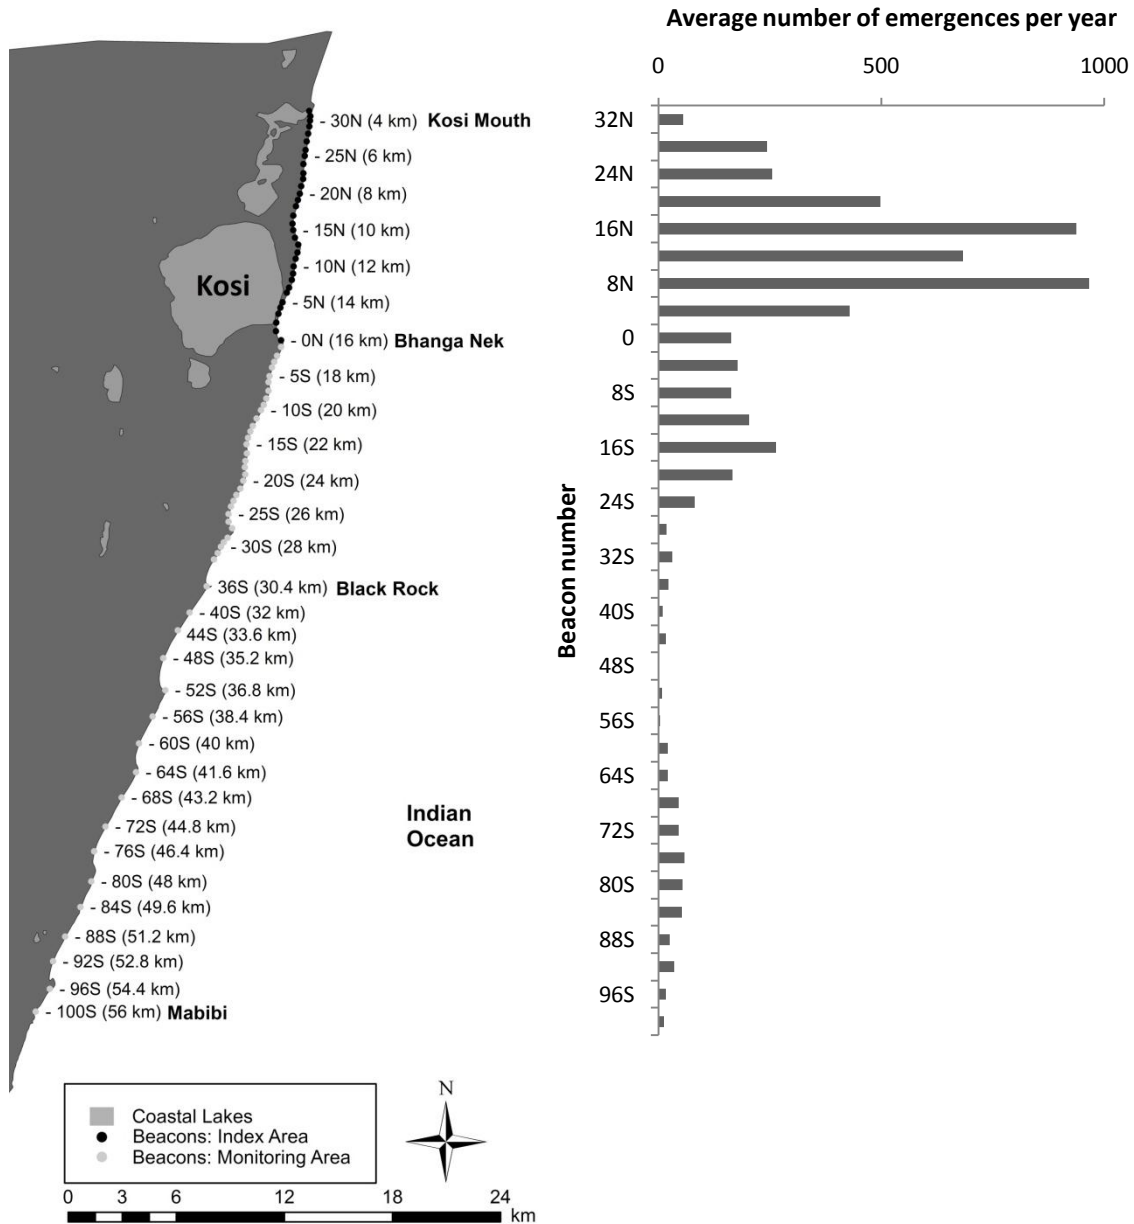 Average number of emergences per year
0 500 1000
- 30N (4 km) Kosi Mouth
- 25N (6 km)
- 20N (8 km)
- 15N (10 km)
- 10N (12 km)
Kosi
- 5N (14 km)
- 0N (16 km) Bhanga Nek
- 5S (18 km)
- 10S (20 km)
- 15S (22 km)
- 20S (24 km)
- 25S (26 km)
- 30S (28 km)
- 36S (30.4 km) Black Rock
- 40S (32 km)
44S (33.6 km)
- 48S (35.2 km)
- 52S (36.8 km)
- 56S (38.4 km)
- 60S (40 km)
- 64S (41.6 km)
- 68S (43.2 km)
- 72S (44.8 km)
- 76S (46.4 km)
- 80S (48 km)
- 84S (49.6 km)
- 88S (51.2 km)
- 92S (52.8 km)
- 96S (54.4 km)
- 100S (56 km) Mabibi
Indian
Ocean
Beacon number
32N
24N
16N
8N
0
8S
16S
24S
32S
40S
48S
56S
64S
72S
80S
88S
96S
Coastal Lakes
Beacons: Index Area
Beacons: Monitoring Area
N
0 3 6 12 18 24
km